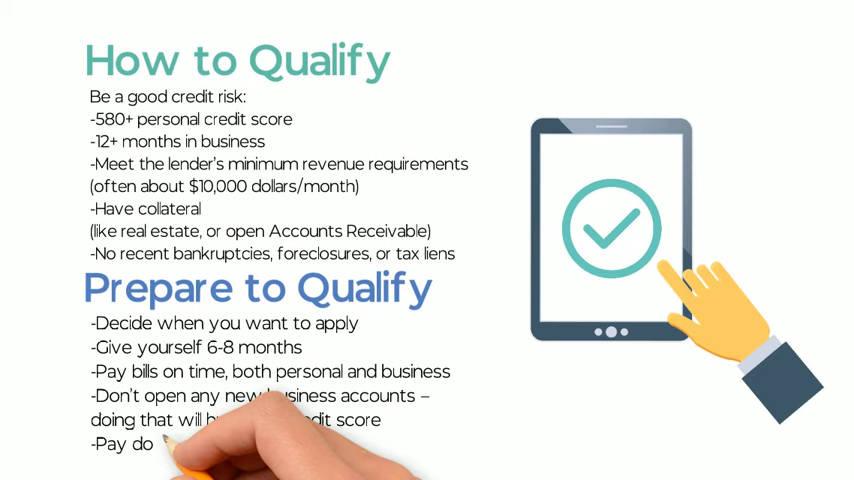 How to Qualify
Be a good credit risk:
-580+ personal credit score
-12+ months in business
-Meet the lender's minimum revenue requirements
(often about $10,000 dollars/month)
-Have collateral
(like real estate, or open Accounts Receivable)
-No recent bankruptcies, foreclosures, or tax liens
Prepare to Qualify
-Decide when you want to apply
-Give yourself 6-8 months
-Pay bills on time, both personal and business
-Don't open any new business accounts –
doing that will credit score
-Pay do